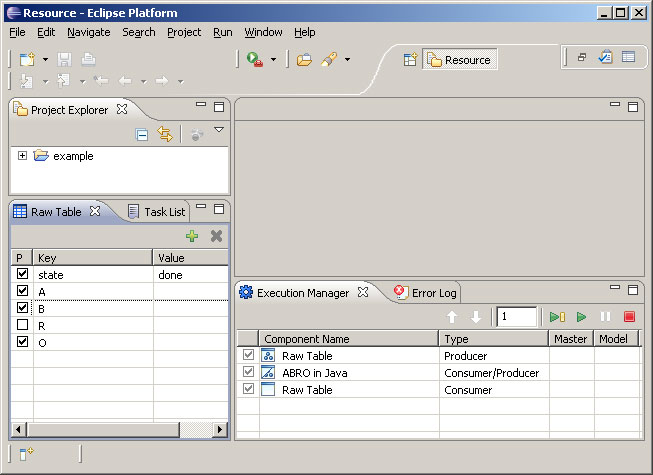 Resource - Eclipse Platform
File Edit Navigate Search Project Run Window Help
Resource
Project Explorer
example
Raw Table Task List
P Key Value
state done
A
B
R
O
Execution Manager Error Log
1
Component Name Type Master Model
Raw Table Producer
ABRO in Java Consumer/Producer
Raw Table Consumer